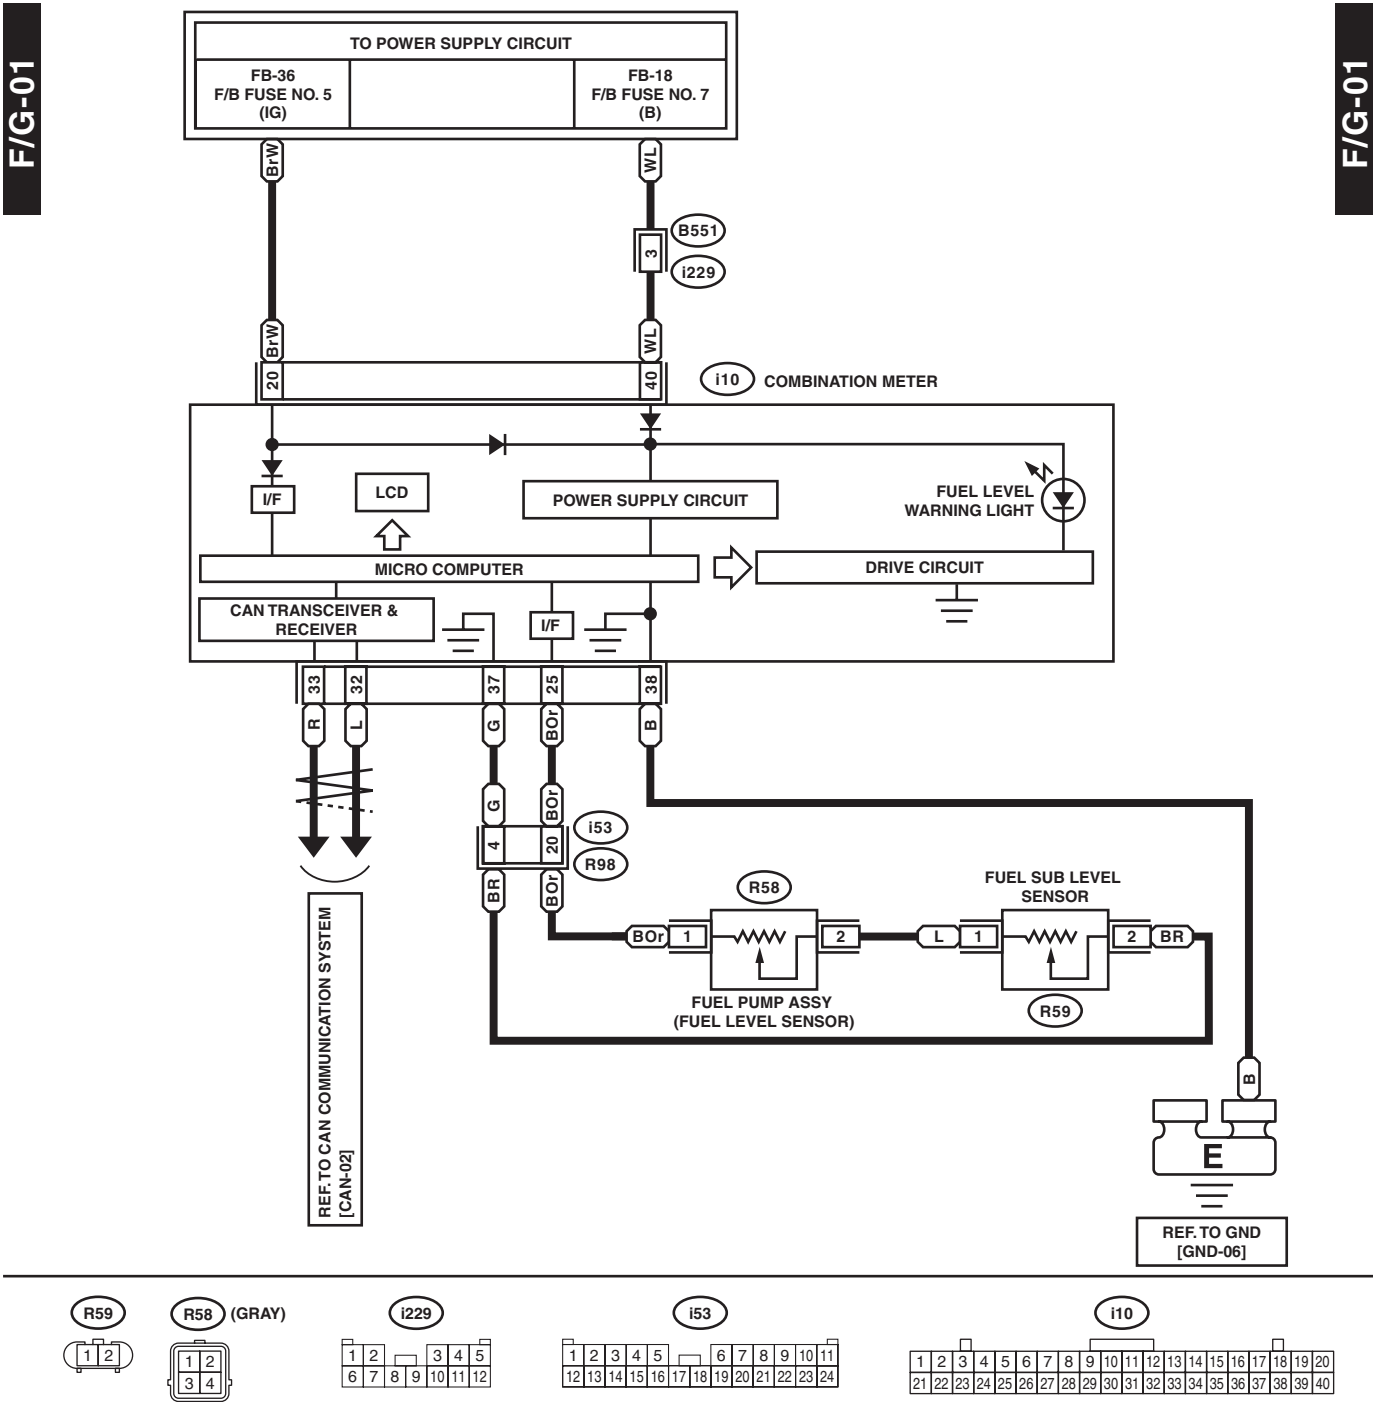 F/G-01
F/G-01
TO POWER SUPPLY CIRCUIT
FB-36
F/B FUSE NO. 5
(IG)
FB-18
F/B FUSE NO. 7
(B)
BrW
WL
3
B551
i229
BrW
WL
20
40
i10
COMBINATION METER
I/F
LCD
POWER SUPPLY CIRCUIT
FUEL LEVEL
WARNING LIGHT
MICRO COMPUTER
DRIVE CIRCUIT
CAN TRANSCEIVER &
RECEIVER
I/F
33
32
37
25
38
R
L
G
BOr
B
G
BOr
4
20
i53
R98
BR
BOr
R58
FUEL SUB LEVEL
SENSOR
BOr
1
2
L
1
2
BR
FUEL PUMP ASSY
(FUEL LEVEL SENSOR)
R59
REF. TO CAN COMMUNICATION SYSTEM
[CAN-02]
B
E
REF. TO GND
[GND-06]
R59
R58
(GRAY)
i229
i53
i10
1 2
1 2
3 4
1 2 3 4 5
6 7 8 9 10 11 12
1 2 3 4 5 6 7 8 9 10 11
12 13 14 15 16 17 18 19 20 21 22 23 24
1 2 3 4 5 6 7 8 9 10 11 12 13 14 15 16 17 18 19 20
21 22 23 24 25 26 27 28 29 30 31 32 33 34 35 36 37 38 39 40